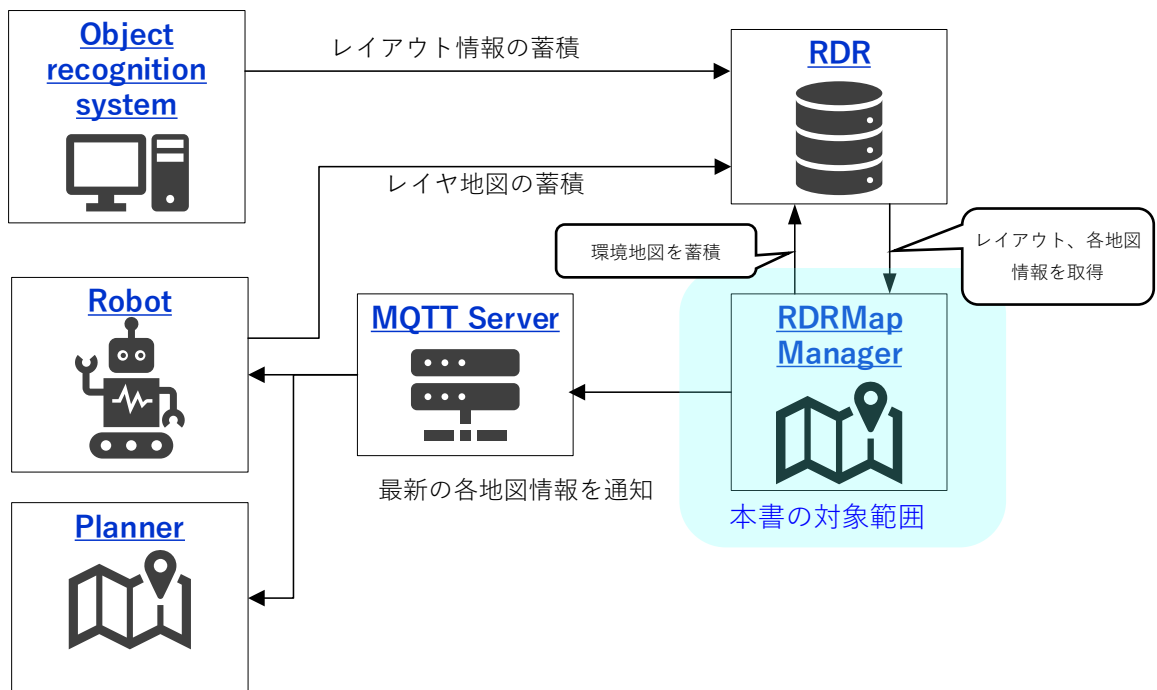 Object
recognition
system
レイアウト情報の蓄積
RDR
レイヤ地図の蓄積
環境地図を蓄積
レイアウト、各地図
情報を取得
Robot
MQTT Server
RDRMap
Manager
最新の各地図情報を通知
本書の対象範囲
Planner